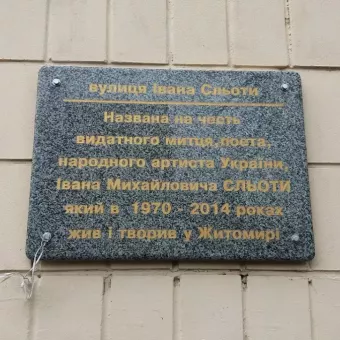 вулиця Івана Сльоти
Названа на честь
видатного митця, поета,
народного артиста України,
Івана Михайловича СЛЬОТИ
який в 1970 - 2014 роках
жив і творив у Житомирі